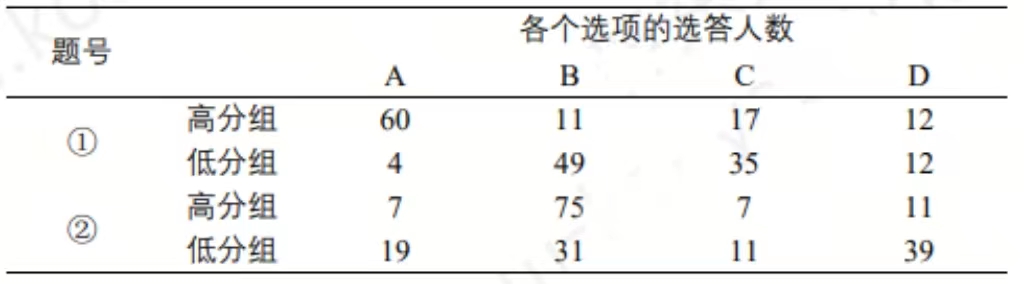 题号 各个选项的选答人数
A B C D
① 高分组 60 11 17 12
低分组 4 49 35 12
② 高分组 7 75 7 11
低分组 19 31 11 39